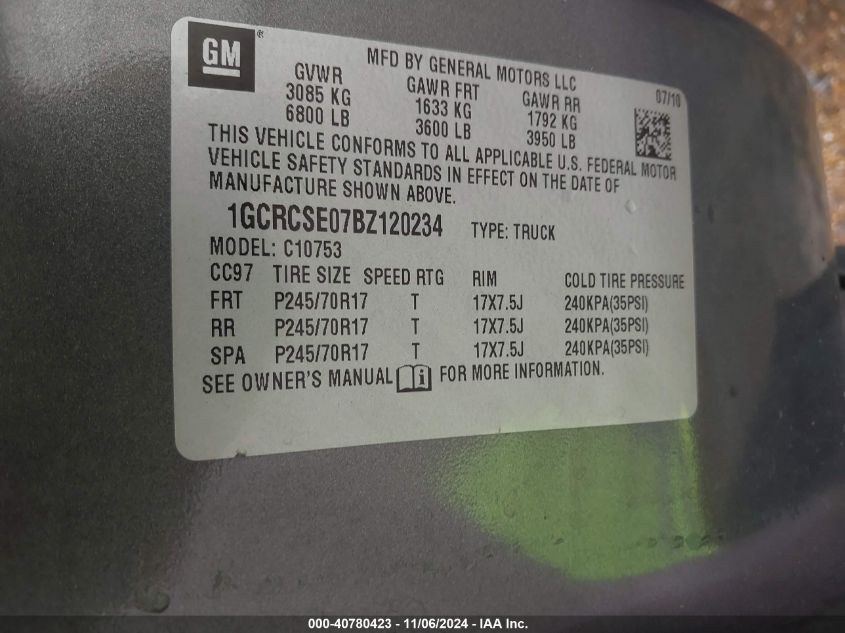 GM®
MFD BY GENERAL MOTORS LLC
07/10
GVWR GAWR FRT GAWR RR
3085 KG 1633 KG 1792 KG
6800 LB 3600 LB 3950 LB
THIS VEHICLE CONFORMS TO ALL APPLICABLE U.S. FEDERAL MOTOR
VEHICLE SAFETY STANDARDS IN EFFECT ON THE DATE OF
MANUFACTURE SHOWN ABOVE.
1GCRCSE07BZ120234 TYPE: TRUCK
MODEL: C10753
CC97 TIRE SIZE SPEED RTG RIM COLD TIRE PRESSURE
FRT P245/70R17 T 17X7.5J 240KPA(35PSI)
RR P245/70R17 T 17X7.5J 240KPA(35PSI)
SPA P245/70R17 T 17X7.5J 240KPA(35PSI)
SEE OWNER'S MANUAL i FOR MORE INFORMATION.
000-40780423 - 11/06/2024 - IAA Inc.